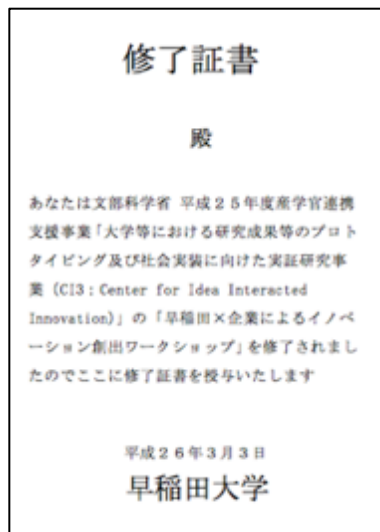 修了証書
殿
あなたは文部科学省 平成２５年度産学官連携
支援事業「大学等における研究成果等のプロト
タイピング及び社会実装に向けた実証研究事
業（CI3：Center for Idea Interacted
Innovation）」の「早稲田×企業によるイノベ
ーション創出ワークショップ」を修了されまし
たのでここに修了証書を授与いたします
平成２６年３月３日
早稲田大学